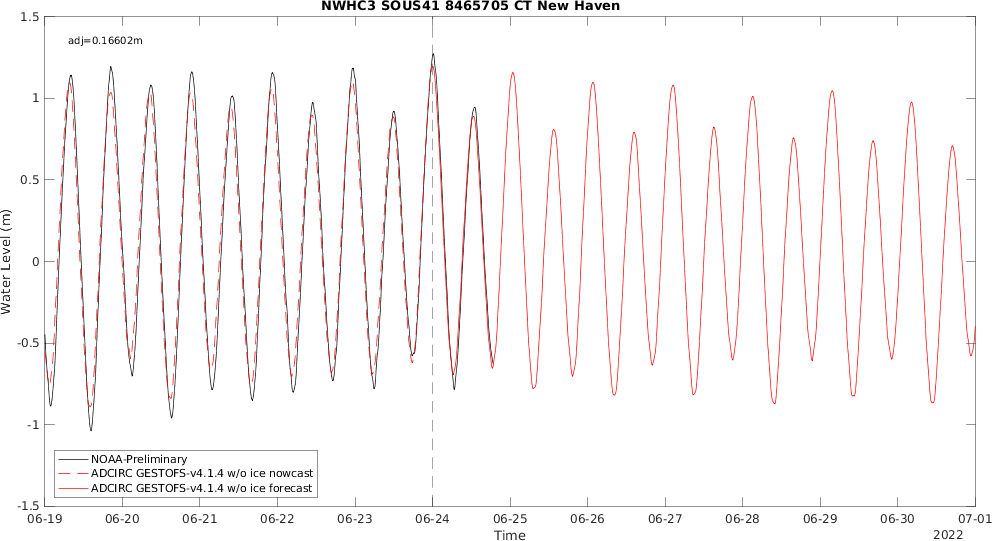 NWHC3 SOUS41 8465705 CT New Haven
adj=0.16602m
1.5
1
0.5
0
-0.5
-1
-1.5
Water Level (m)
NOAA-Preliminary
ADCIRC GESTOFS-v4.1.4 w/o ice nowcast
ADCIRC GESTOFS-v4.1.4 w/o ice forecast
06-19 06-20 06-21 06-22 06-23 06-24 06-25 06-26 06-27 06-28 06-29 06-30 07-01
Time
2022